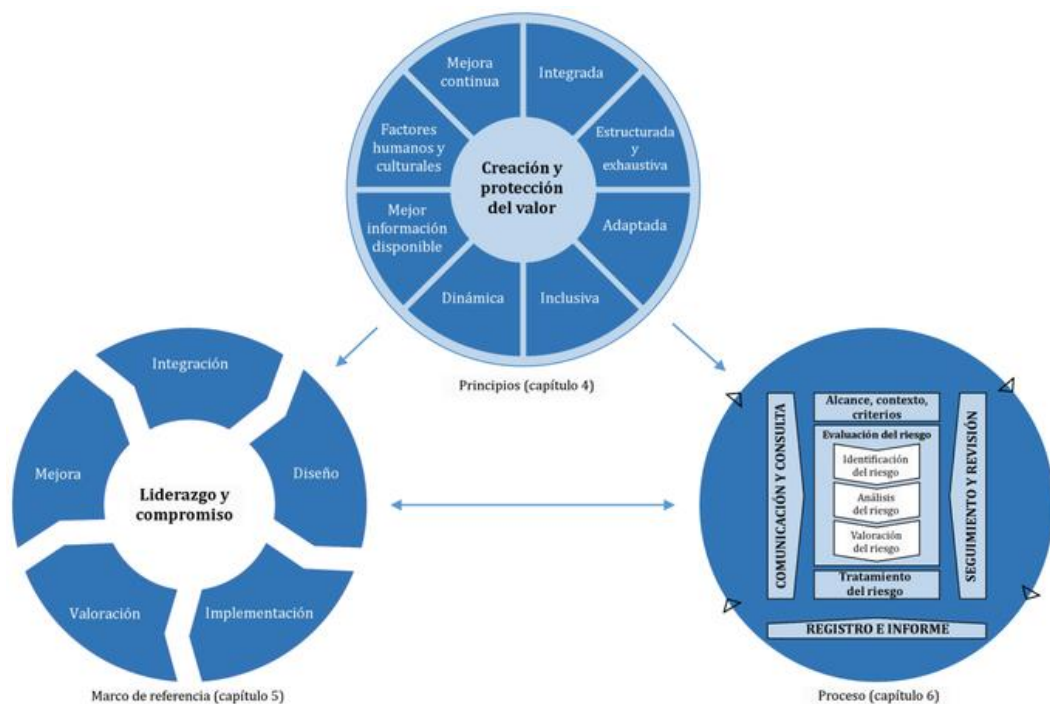 Mejora
continua
Integrada
Factores
humanos y
culturales
Estructurada
y
exhaustiva
Creación y
protección
del valor
Mejor
información
disponible
Adaptada
Dinámica
Inclusiva
Principios (capítulo 4)
Integración
Mejora
Diseño
Liderazgo y
compromiso
Valoración
Implementación
Marco de referencia (capítulo 5)
COMUNICACIÓN Y CONSULTA
Alcance, contexto,
criterios
Evaluación del riesgo
Identificación
del riesgo
Análisis
del riesgo
Valoración
del riesgo
Tratamiento
del riesgo
SEGUIMIENTO Y REVISIÓN
REGISTRO E INFORME
Proceso (capítulo 6)